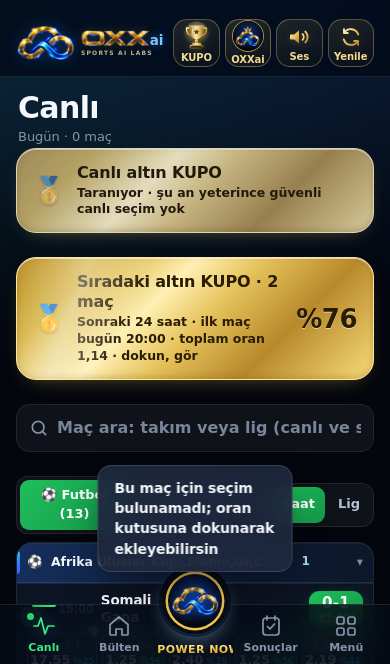 OXXai
SPORTS AI LABS
KUPO
OXXai
Ses
Yenile
Canlı
Bugün · 0 maç
Canlı altın KUPO
Taranıyor · şu an yeterince güvenli
canlı seçim yok
Sıradaki altın KUPO · 2
maç
Sonraki 24 saat · ilk maç
bugün 20:00 · toplam oran
1,14 · dokun, gör
%76
Maç ara: takım veya lig (canlı ve s
Futbo
(13)
aat
Lig
Bu maç için seçim
bulunamadı; oran
kutusuna dokunarak
ekleyebilirsin
Afrika
1
Somali
0-1
Canlı
Bülten
POWER NOW
Sonuçlar
Menü